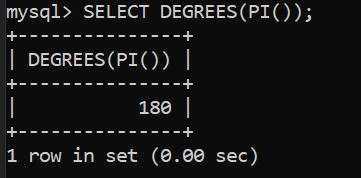 mysql> SELECT DEGREES(PI());
+---------------+
| DEGREES(PI()) |
+---------------+
|           180 |
+---------------+
1 row in set (0.00 sec)